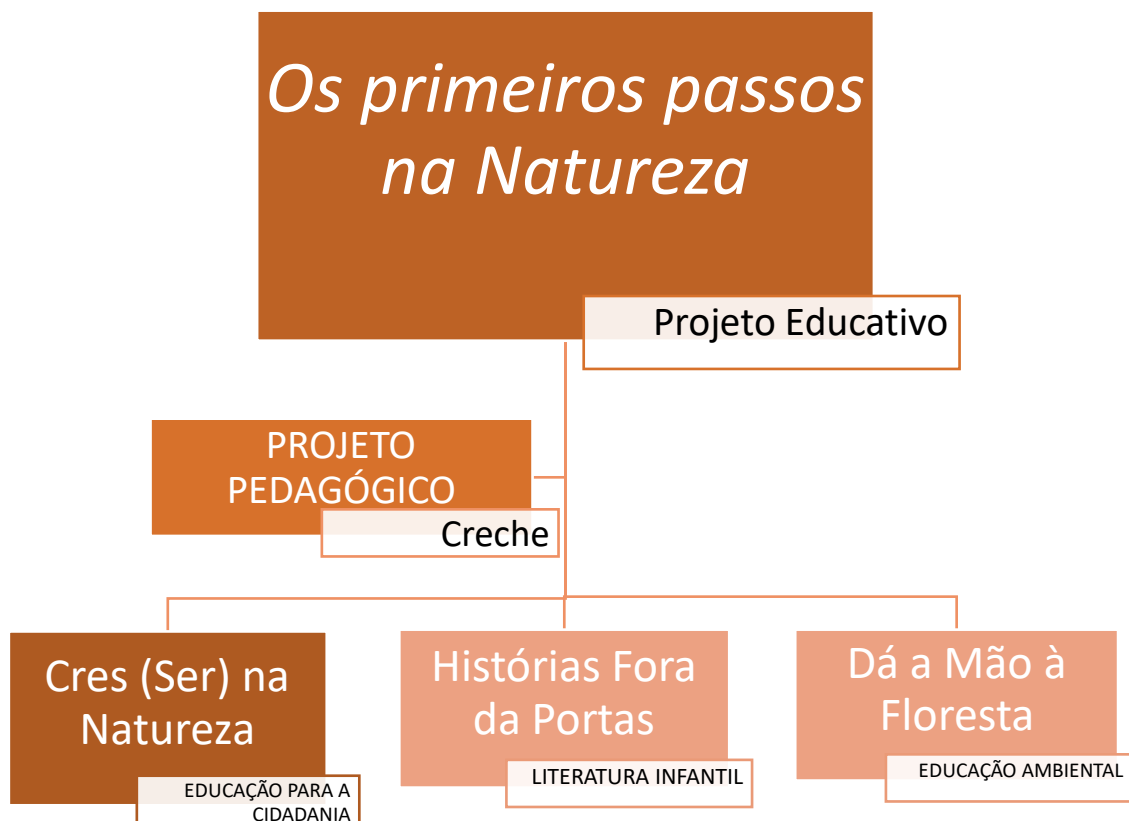 Os primeiros passos
na Natureza
Projeto Educativo
PROJETO
PEDAGÓGICO
Creche
Cres (Ser) na
Natureza
EDUCAÇÃO PARA A
CIDADANIA
Histórias Fora
da Portas
LITERATURA INFANTIL
Dá a Mão à
Floresta
EDUCAÇÃO AMBIENTAL